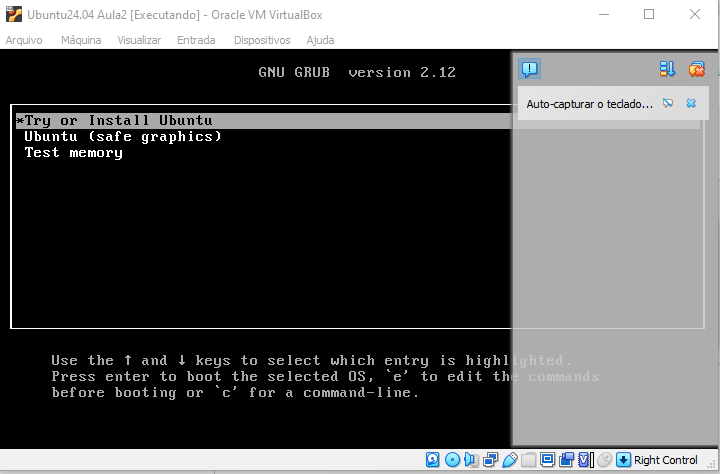 Ubuntu24.04 Aula2 [Executando] - Oracle VM VirtualBox
Arquivo Máquina Visualizar Entrada Dispositivos Ajuda
GNU GRUB version 2.12
Auto-capturar o teclado...
*Try or Install Ubuntu
Ubuntu (safe graphics)
Test memory
Use the ↑ and ↓ keys to select which entry is highlighted.
Press enter to boot the selected OS, `e' to edit the commands
before booting or `c' for a command-line.
Right Control